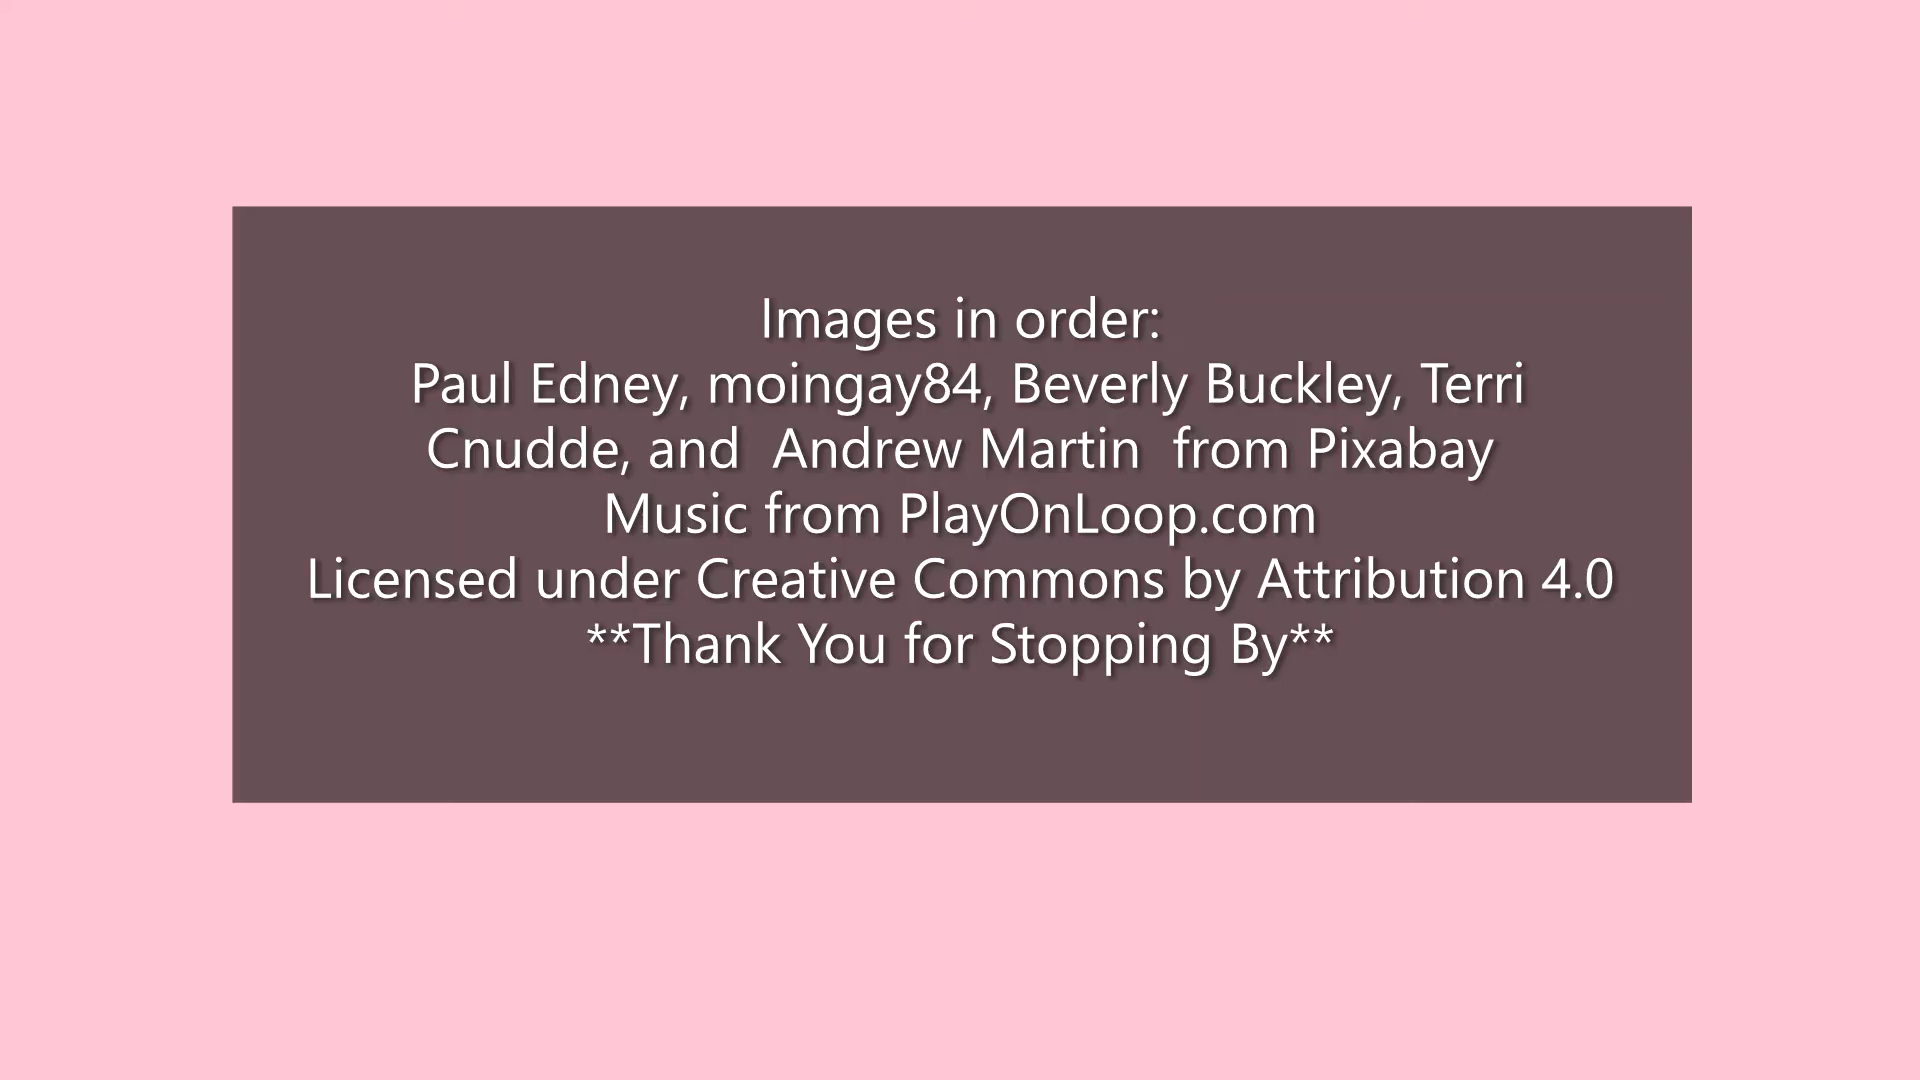 Images in order:
Paul Edney, moingay84, Beverly Buckley, Terri
Cnudde, and  Andrew Martin  from Pixabay
Music from PlayOnLoop.com
Licensed under Creative Commons by Attribution 4.0
**Thank You for Stopping By**